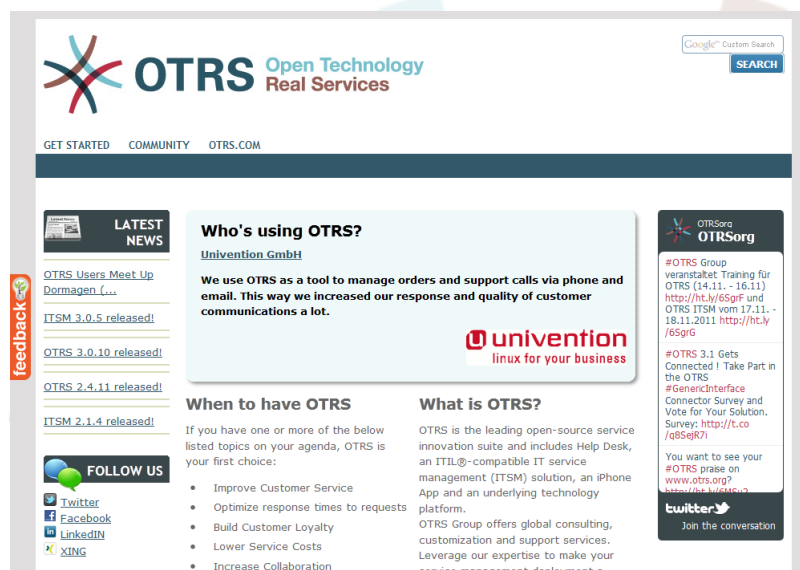 OTRS Open Technology
Real Services
Google™ Custom Search
SEARCH
GET STARTED COMMUNITY OTRS.COM
feedback
LATEST
NEWS
OTRS Users Meet Up
Dormagen (...
ITSM 3.0.5 released!
OTRS 3.0.10 released!
OTRS 2.4.11 released!
ITSM 2.1.4 released!
FOLLOW US
Twitter
Facebook
LinkedIN
XING
Who's using OTRS?
Univention GmbH
We use OTRS as a tool to manage orders and support calls via phone and
email. This way we increased our response and quality of customer
communications a lot.
univention
linux for your business
When to have OTRS
If you have one or more of the below
listed topics on your agenda, OTRS is
your first choice:
• Improve Customer Service
• Optimize response times to requests
• Build Customer Loyalty
• Lower Service Costs
• Increase Collaboration
What is OTRS?
OTRS is the leading open-source service
innovation suite and includes Help Desk,
an ITIL®-compatible IT service
management (ITSM) solution, an iPhone
App and an underlying technology
platform.
OTRS Group offers global consulting,
customization and support services.
Leverage our expertise to make your
service management deployment a
OTRSorg
OTRSorg
#OTRS Group
veranstaltet Training für
OTRS (14.11. - 16.11)
http://ht.ly/6SgrF und
OTRS ITSM vom 17.11. -
18.11.2011 http://ht.ly
/6SgrG
#OTRS 3.1 Gets
Connected ! Take Part in
the OTRS
#GenericInterface
Connector Survey and
Vote for Your Solution.
Survey: http://t.co
/q8SejR7i
You want to see your
#OTRS praise on
www.otrs.org?
http://ht.ly/6MSu2
twitter
Join the conversation